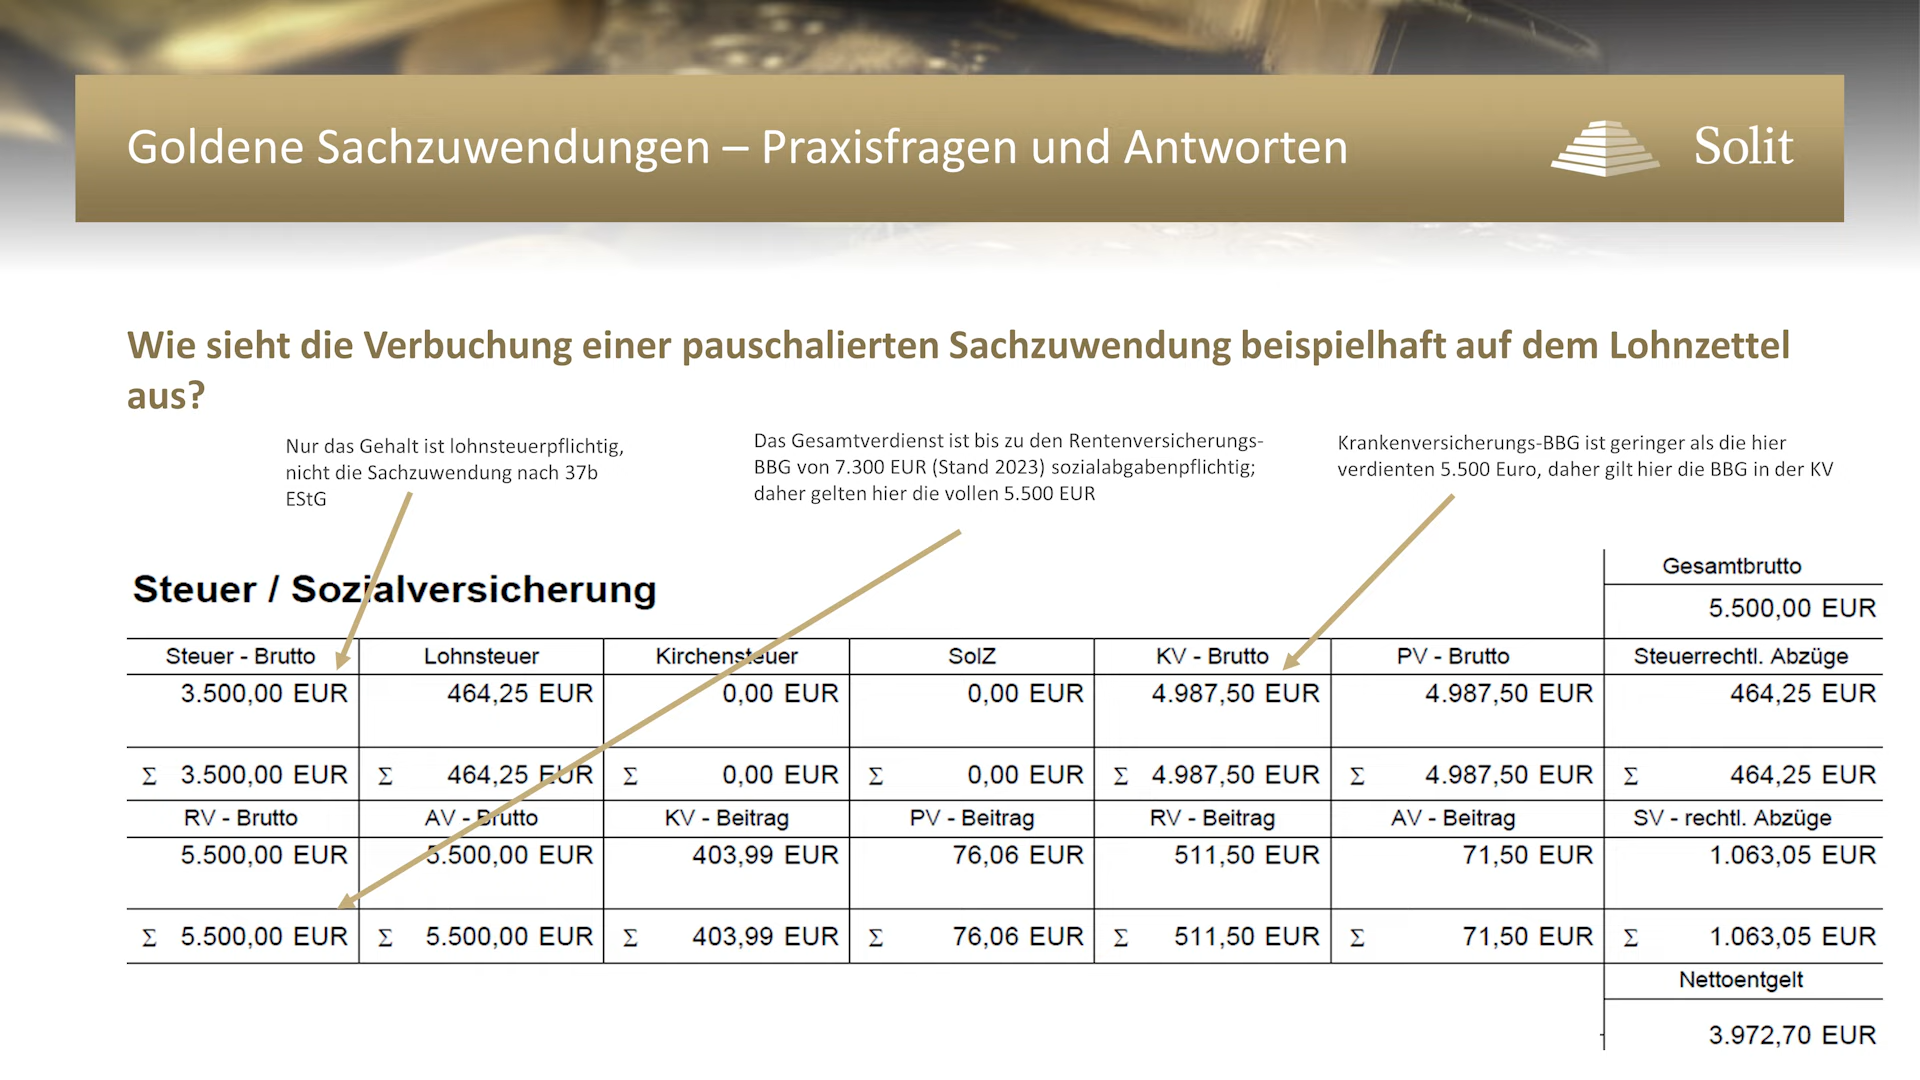 Goldene Sachzuwendungen – Praxisfragen und Antworten
Solit
Wie sieht die Verbuchung einer pauschalierten Sachzuwendung beispielhaft auf dem Lohnzettel
aus?
Nur das Gehalt ist lohnsteuerpflichtig,
nicht die Sachzuwendung nach 37b
EStG
Das Gesamtverdienst ist bis zu den Rentenversicherungs-
BBG von 7.300 EUR (Stand 2023) sozialabgabenpflichtig;
daher gelten hier die vollen 5.500 EUR
Krankenversicherungs-BBG ist geringer als die hier
verdienten 5.500 Euro, daher gilt hier die BBG in der KV
Steuer / Sozialversicherung
Gesamtbrutto
5.500,00 EUR
Steuer - Brutto Lohnsteuer Kirchensteuer SolZ KV - Brutto PV - Brutto Steuerrechtl. Abzüge
3.500,00 EUR 464,25 EUR 0,00 EUR 0,00 EUR 4.987,50 EUR 4.987,50 EUR 464,25 EUR
Σ 3.500,00 EUR Σ 464,25 EUR Σ 0,00 EUR Σ 0,00 EUR Σ 4.987,50 EUR Σ 4.987,50 EUR Σ 464,25 EUR
RV - Brutto AV - Brutto KV - Beitrag PV - Beitrag RV - Beitrag AV - Beitrag SV - rechtl. Abzüge
5.500,00 EUR 5.500,00 EUR 403,99 EUR 76,06 EUR 511,50 EUR 71,50 EUR 1.063,05 EUR
Σ 5.500,00 EUR Σ 5.500,00 EUR Σ 403,99 EUR Σ 76,06 EUR Σ 511,50 EUR Σ 71,50 EUR Σ 1.063,05 EUR
Nettoentgelt
3.972,70 EUR